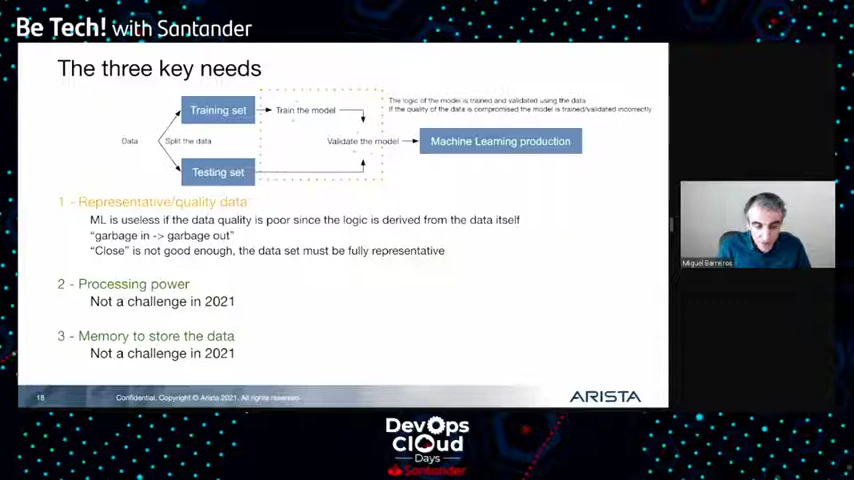 Be Tech! with Santander
The three key needs
Training set
Train the model
The logic of the model is trained and validated using the data
If the quality of the data is compromised the model is trained/validated incorrectly
Data
Split the data
Validate the model
Machine Learning production
Testing set
1 - Representative/quality data
ML is useless if the data quality is poor since the logic is derived from the data itself
“garbage in -> garbage out”
“Close” is not good enough, the data set must be fully representative
2 - Processing power
Not a challenge in 2021
3 - Memory to store the data
Not a challenge in 2021
Miguel Barreiros
18
Confidential. Copyright © Arista 2021. All rights reserved.
ARISTA
DevOps
Cloud
Days
Santander